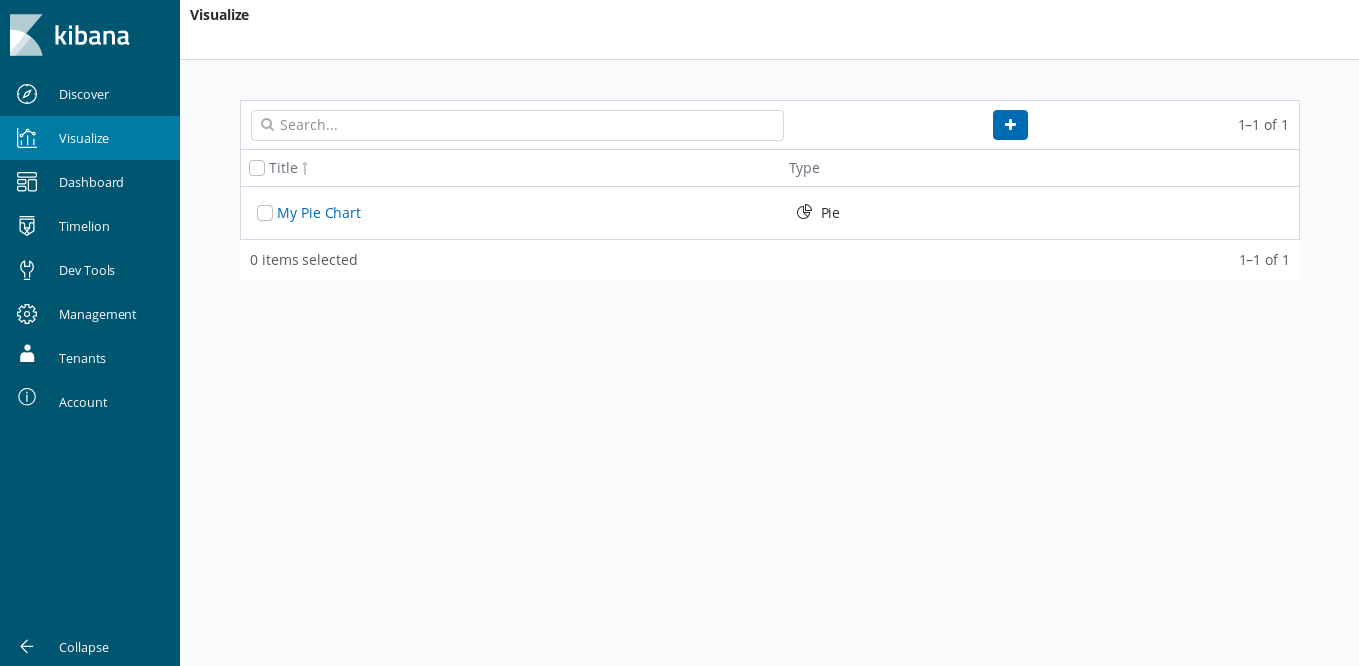 kibana
Discover
Visualize
Dashboard
Timelion
Dev Tools
Management
Tenants
Account
Collapse
Visualize
Search...
1–1 of 1
Title Type
My Pie Chart Pie
0 items selected 1–1 of 1